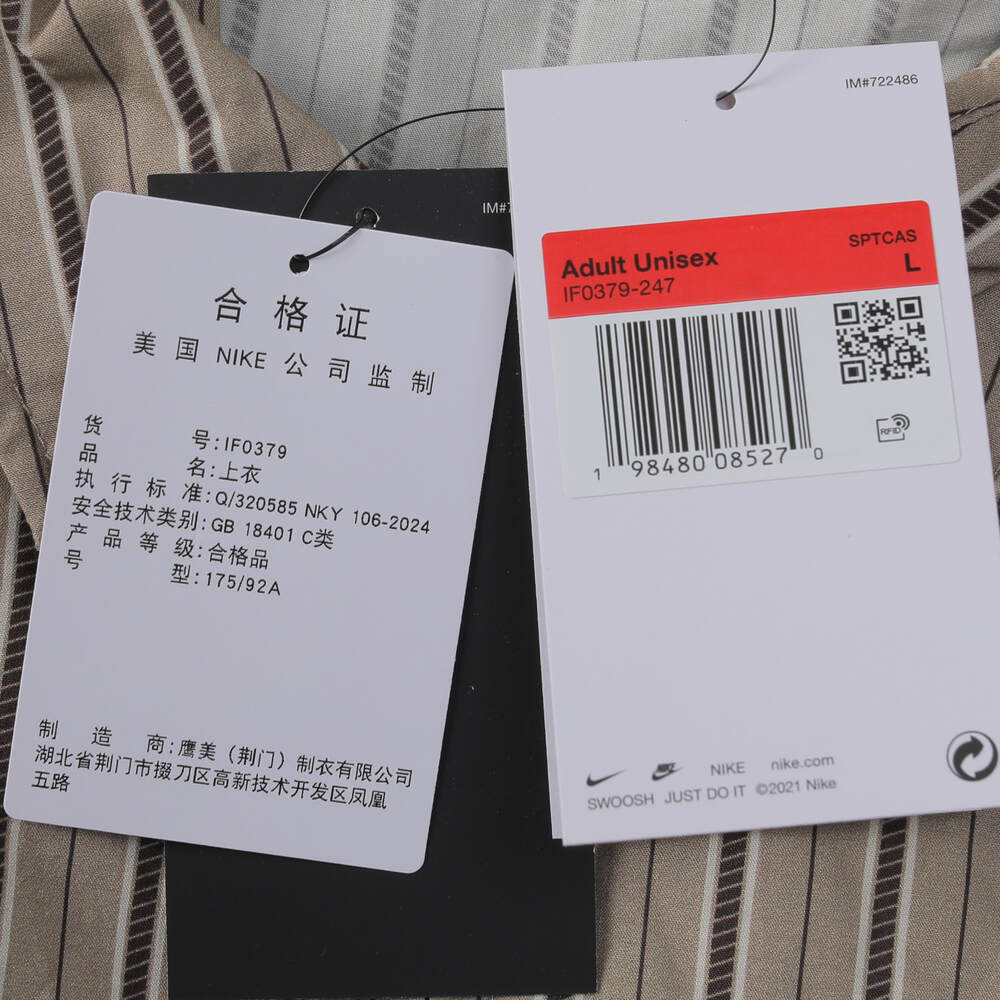 合格证
美国 NIKE 公司监制
货号:IF0379
品名:上衣
执行标准:Q/320585 NKY 106-2024
安全技术类别:GB 18401 C类
产品等级:合格品
号型:175/92A
制造商:鹰美（荆门）制衣有限公司
湖北省荆门市掇刀区高新技术开发区凤凰
五路
IM#7
IM#722486
SPTCAS
Adult Unisex L
IF0379-247
1 98480 08527 0
RFID
NIKE nike.com
SWOOSH JUST DO IT ©2021 Nike